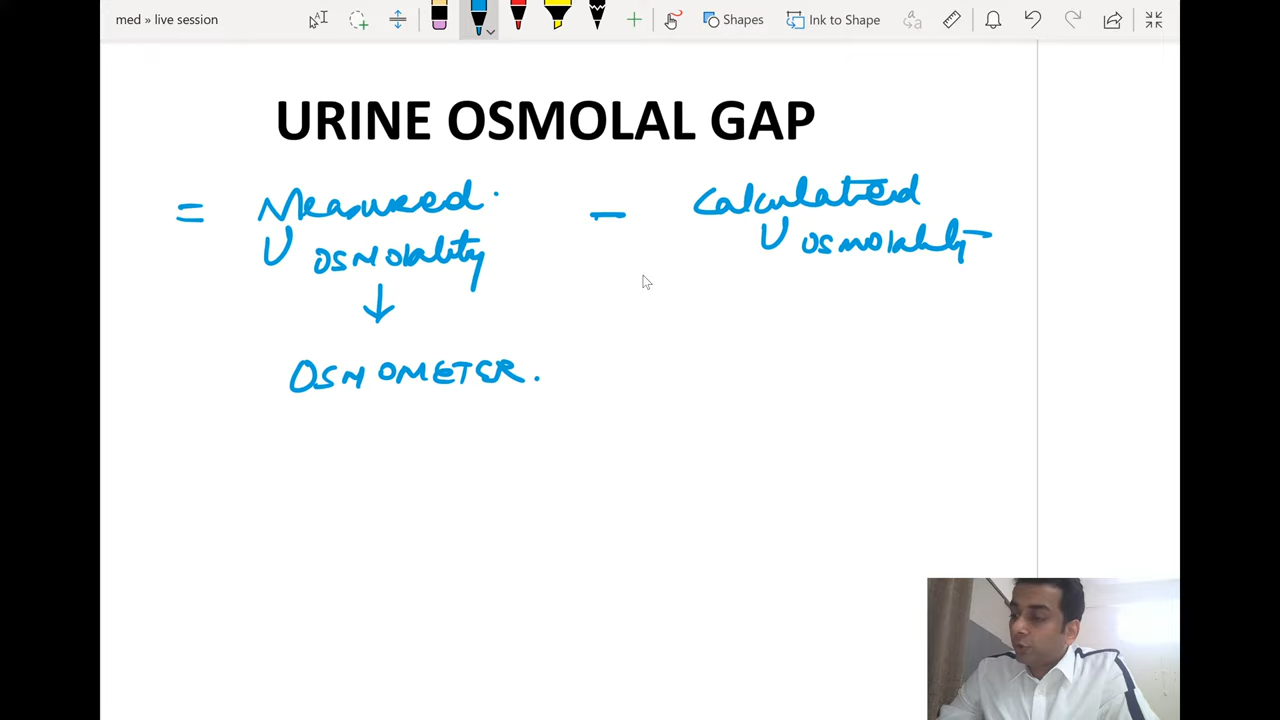 med » live session
Shapes
Ink to Shape
URINE OSMOLAL GAP
= Measured. – Calculated
U osmolality U osmolality
↓
OSMOMETER.